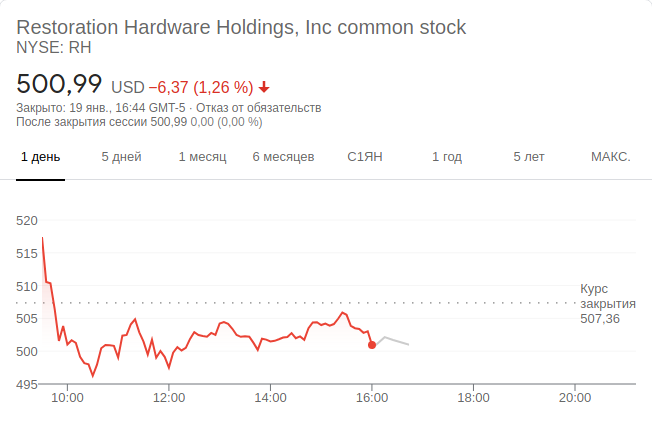 Restoration Hardware Holdings, Inc common stock
NYSE: RH
500,99 USD −6,37 (1,26 %)
Закрыто: 19 янв., 16:44 GMT-5 · Отказ от обязательств
После закрытия сессии 500,99 0,00 (0,00 %)
1 день 5 дней 1 месяц 6 месяцев С1ЯН 1 год 5 лет МАКС.
520
515
510
505
500
495
Курс
закрытия
507,36
10:00 12:00 14:00 16:00 18:00 20:00